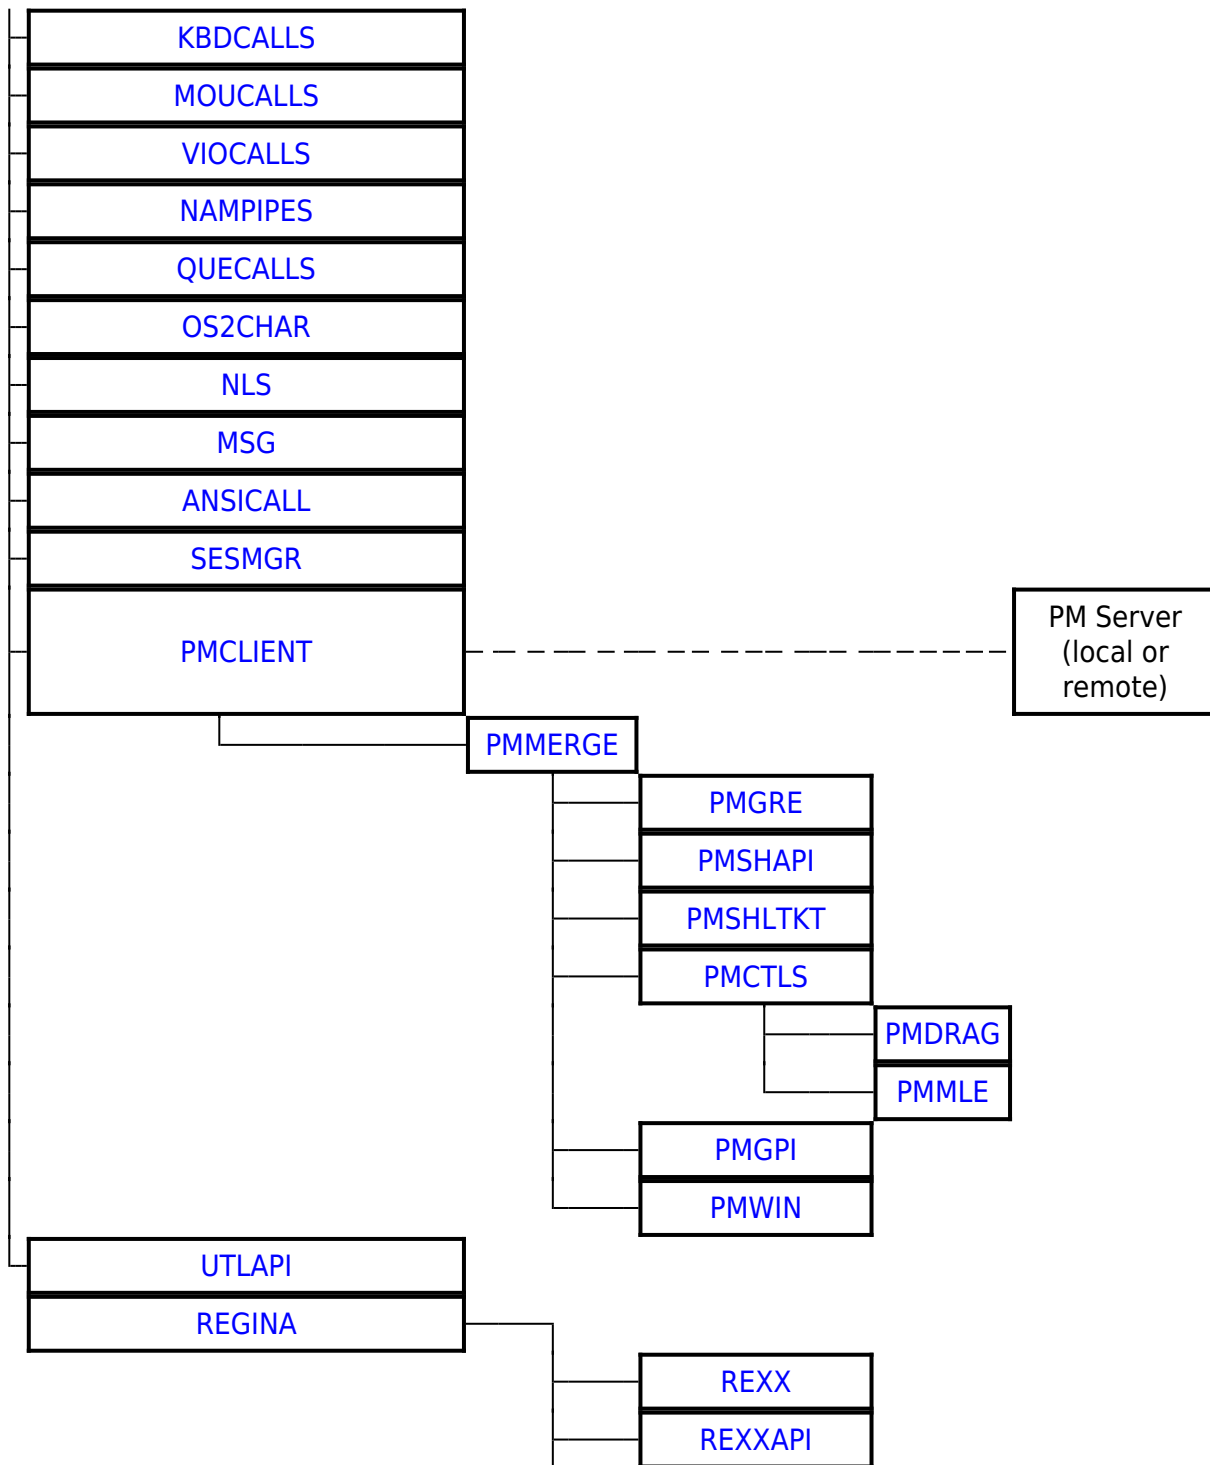 KBDCALLS
MOUCALLS
VIOCALLS
NAMPIPES
QUECALLS
OS2CHAR
NLS
MSG
ANSICALL
SESMGR
PMCLIENT
PM Server
(local or
remote)
PMMERGE
PMGRE
PMSHAPI
PMSHLTKT
PMCTLS
PMDRAG
PMMLE
PMGPI
PMWIN
UTLAPI
REGINA
REXX
REXXAPI